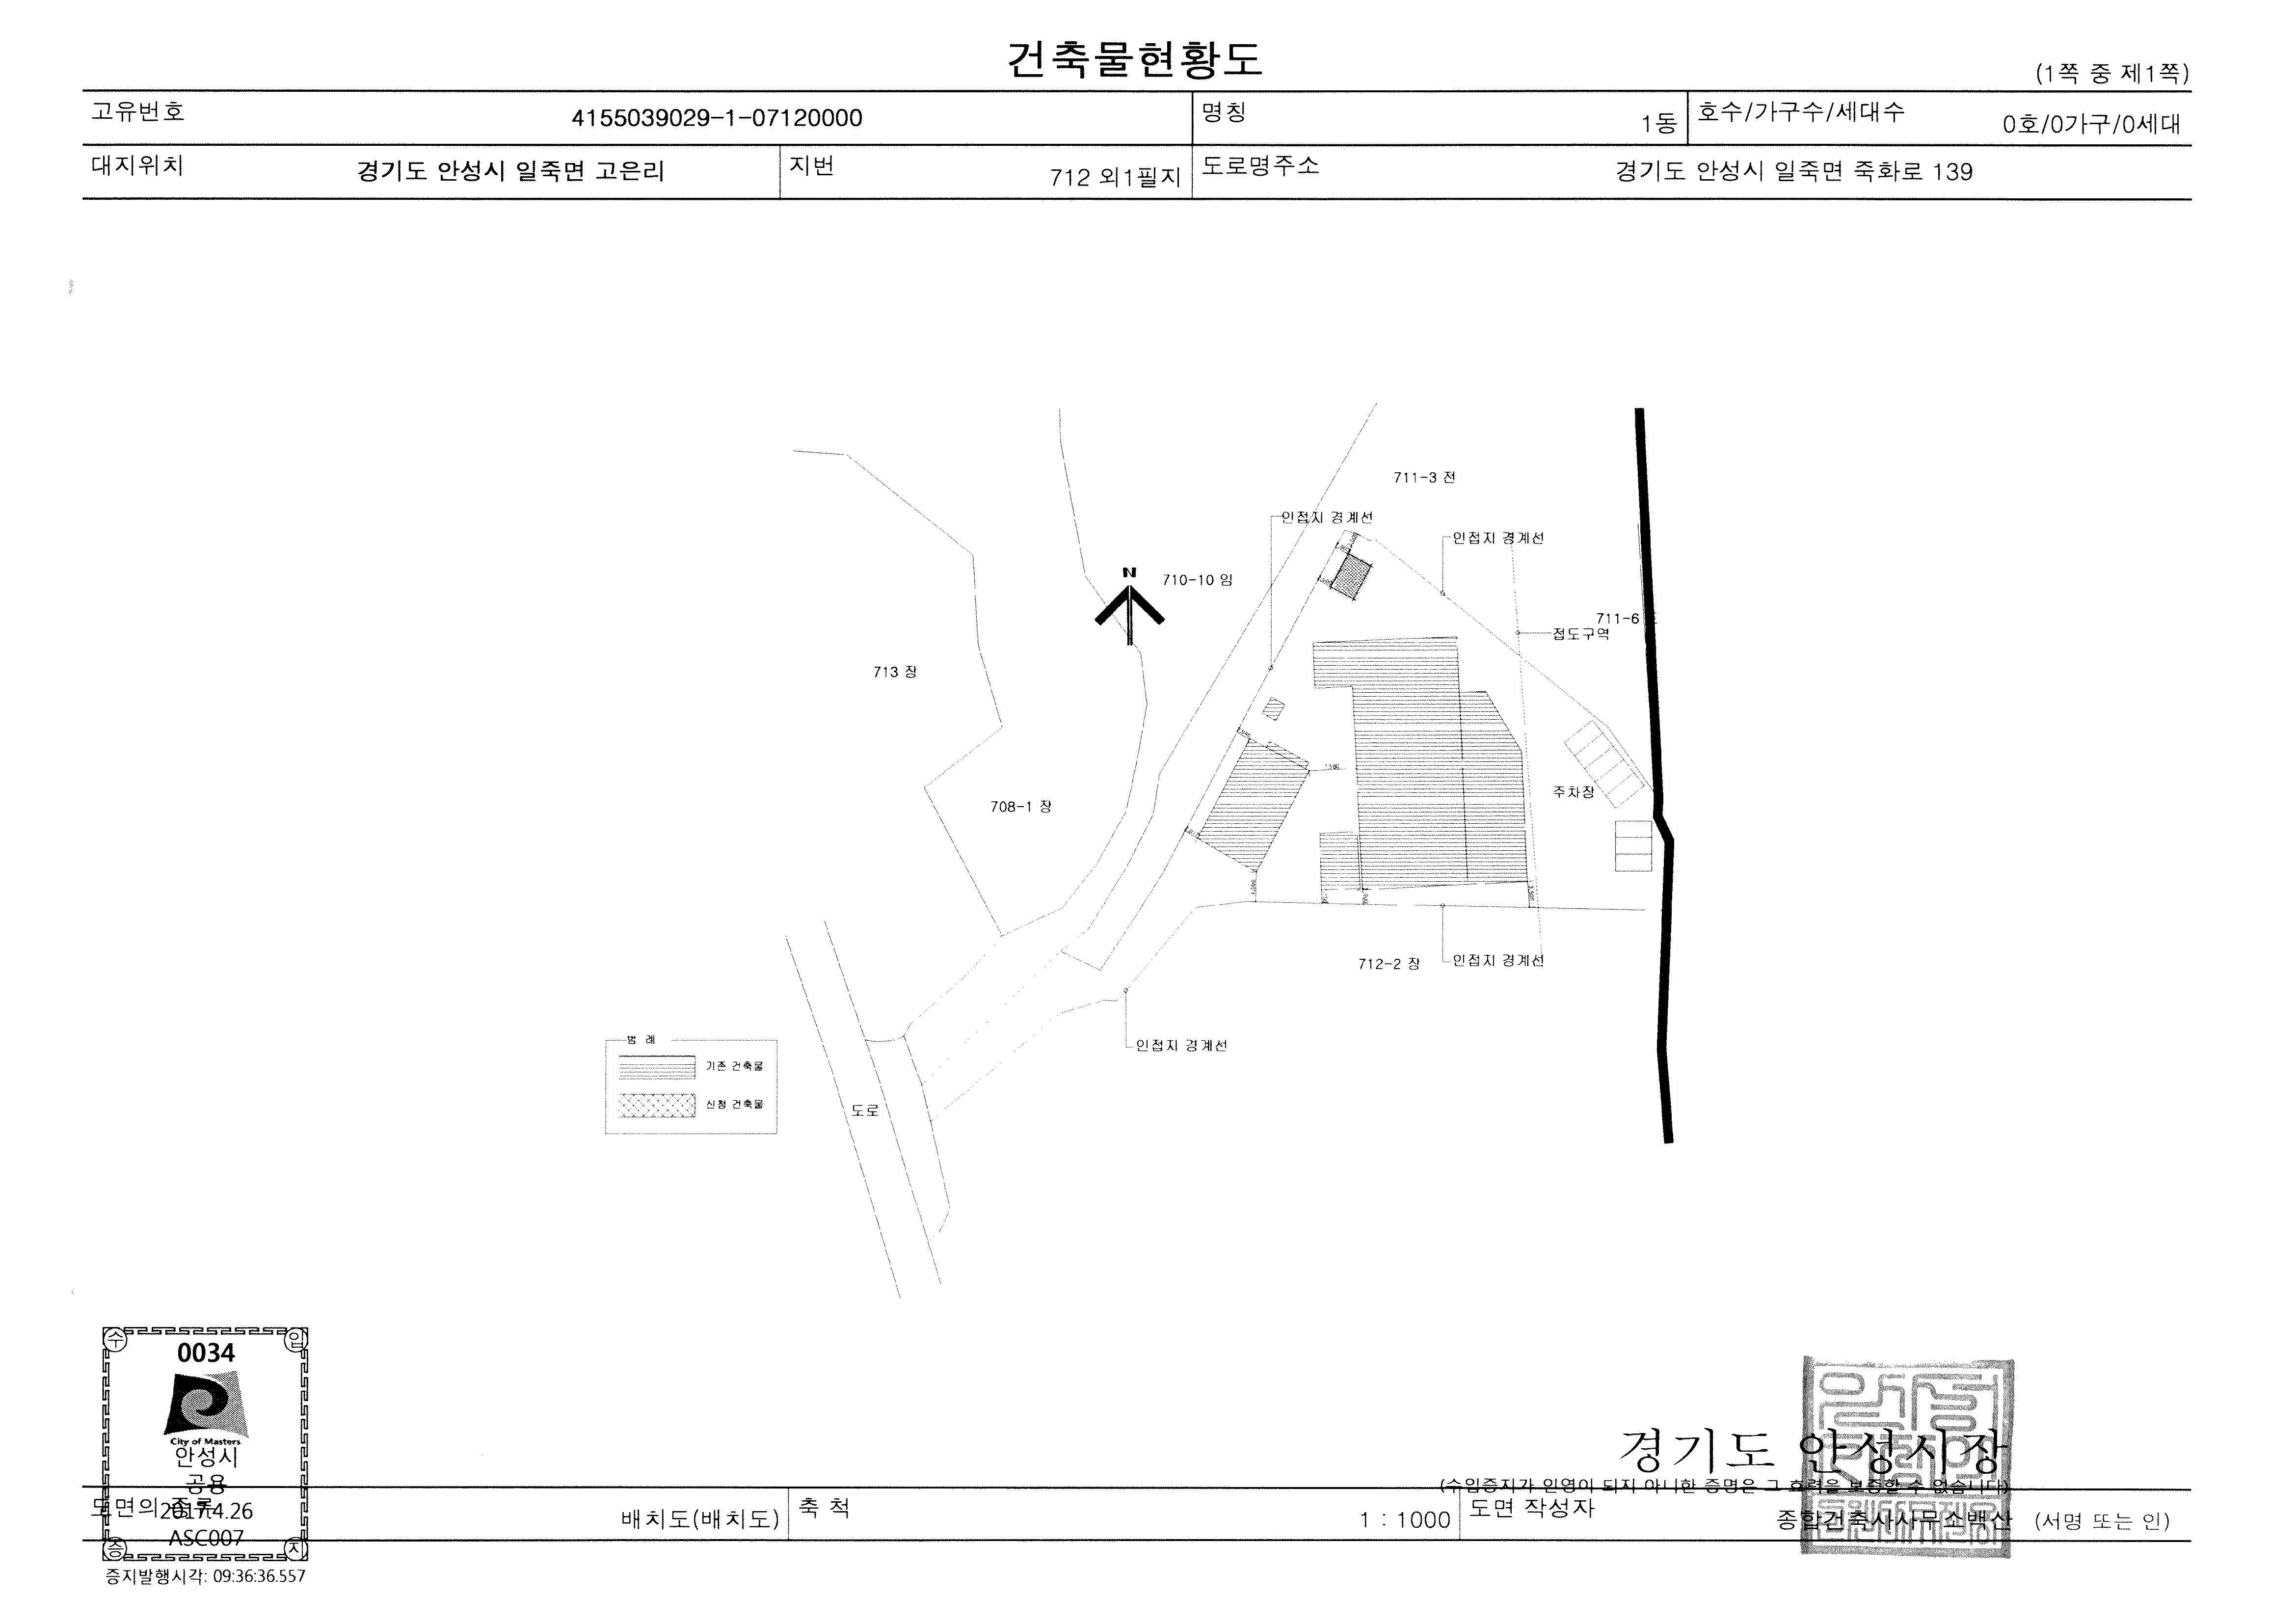 건축물현황도
(1쪽 중 제1쪽)
고유번호 4155039029-1-07120000 명칭 1동 호수/가구수/세대수 0호/0가구/0세대
대지위치 경기도 안성시 일죽면 고은리 지번 712 외1필지 도로명주소 경기도 안성시 일죽면 죽화로 139
711-3 전
인접지 경계선
인접지 경계선
N
710-10 임
711-6
접도구역
713 장
주차장
708-1 장
712-2 장
인접지 경계선
인접지 경계선
범 례
기존 건축물
신청 건축물
도로
수 입
0034
City of Masters
안성시
공용
2017.4.26
ASC007
증 지
증지발행시각: 09:36:36.557
경기도 안성시장
(수입증지가 인영이 되지 아니한 증명은 그 효력을 보증할 수 없습니다)
도면의 종류 배치도(배치도) 축 척 1 : 1000 도면 작성자 종합건축사사무소백산 (서명 또는 인)